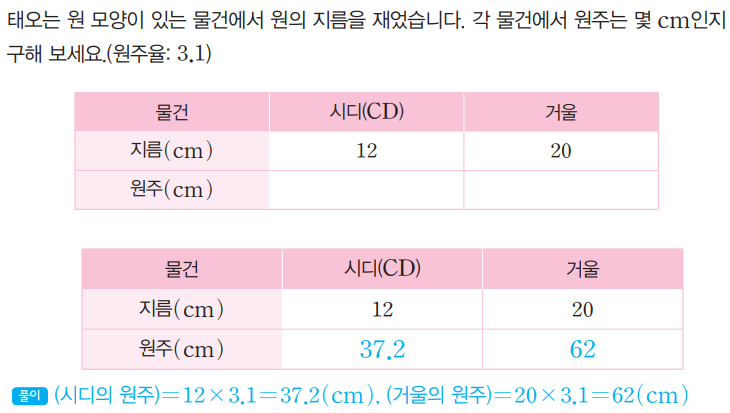 태오는 원 모양이 있는 물건에서 원의 지름을 재었습니다. 각 물건에서 원주는 몇 cm인지
구해 보세요.(원주율: 3.1)
물건 시디(CD) 거울
지름(cm) 12 20
원주(cm)
물건 시디(CD) 거울
지름(cm) 12 20
원주(cm) 37.2 62
풀이 (시디의 원주)=12×3.1=37.2(cm), (거울의 원주)=20×3.1=62(cm)